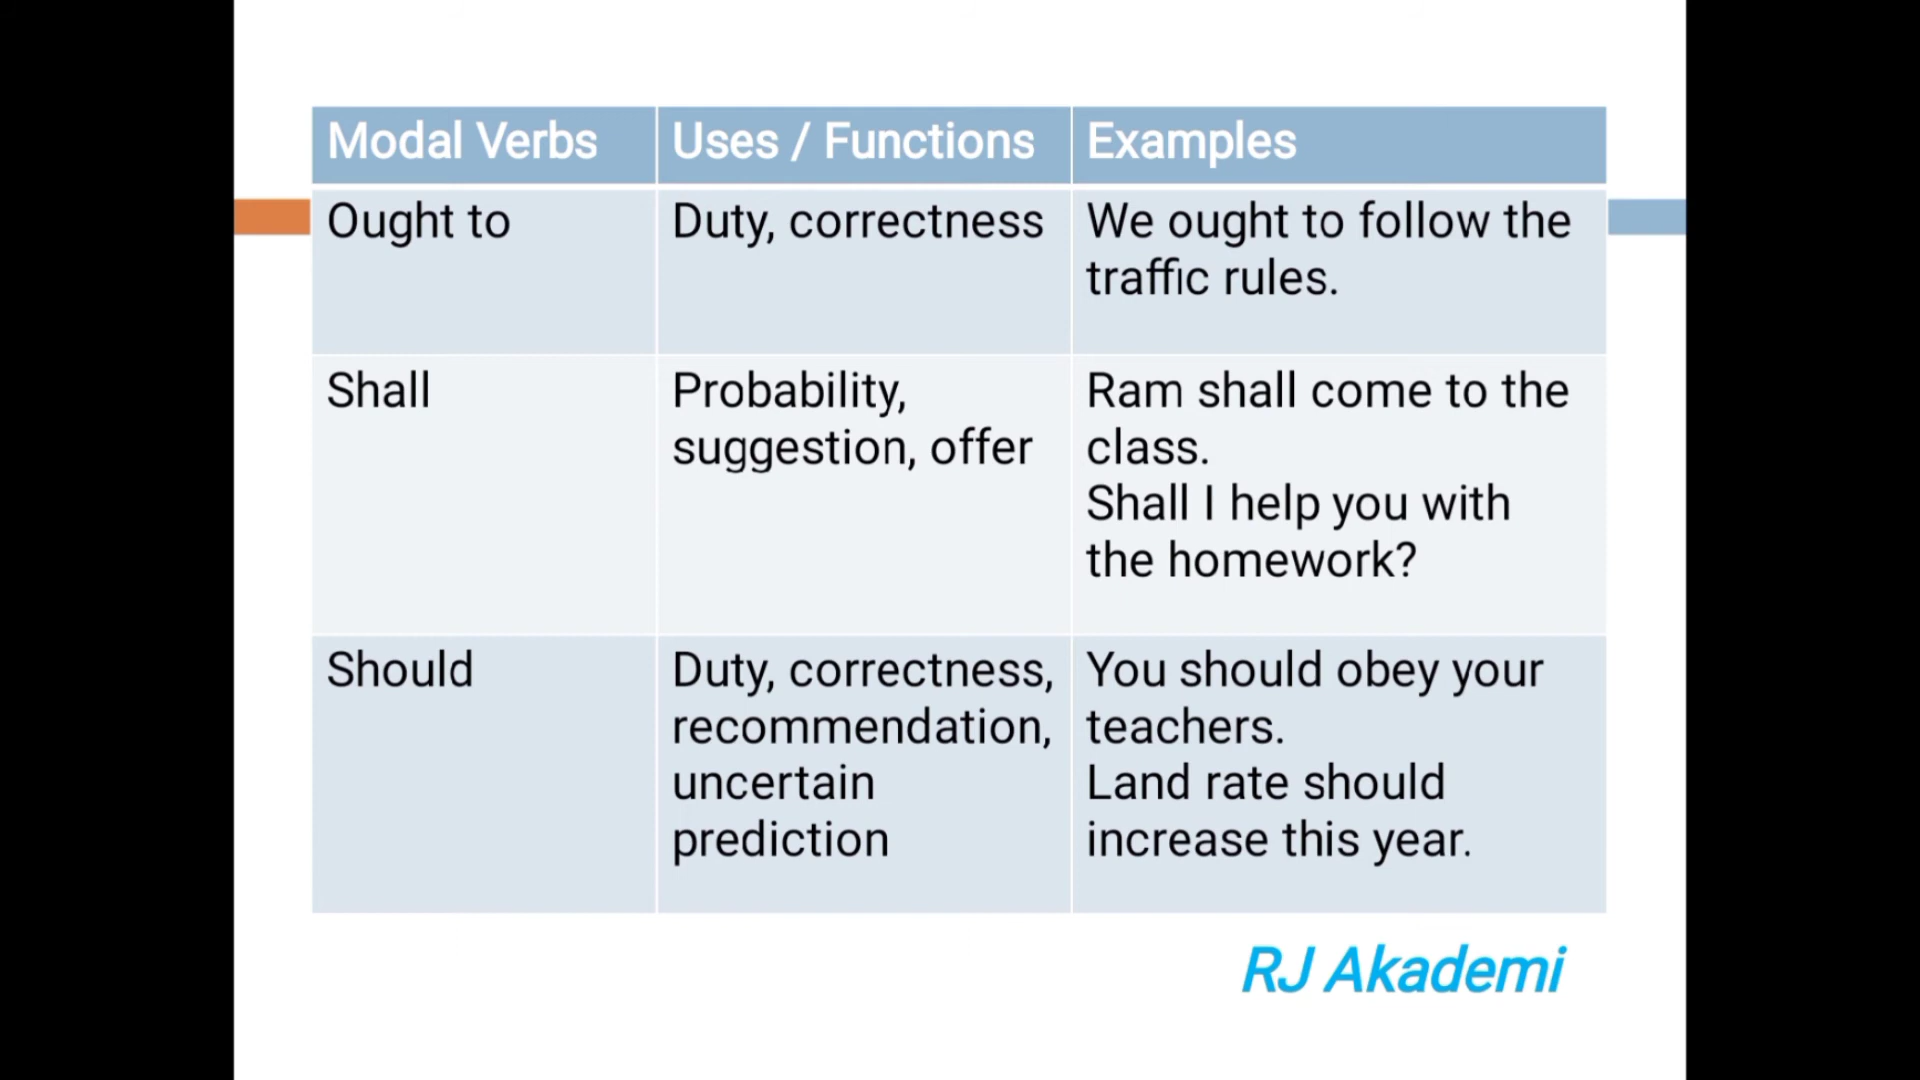 Modal Verbs
Uses / Functions
Examples
Ought to
Duty, correctness
We ought to follow the
traffic rules.
Shall
Probability,
suggestion, offer
Ram shall come to the
class.
Shall I help you with
the homework?
Should
Duty, correctness,
recommendation,
uncertain
prediction
You should obey your
teachers.
Land rate should
increase this year.
RJ Akademi